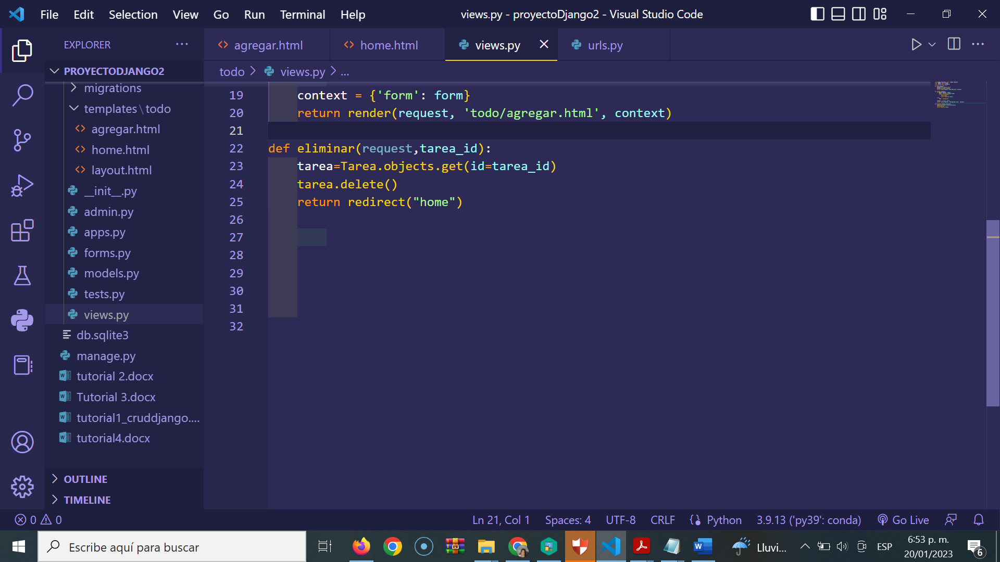 File Edit Selection View Go Run Terminal Help
views.py - proyectoDjango2 - Visual Studio Code
EXPLORER
agregar.html
home.html
views.py
urls.py
PROYECTODJANGO2
todo > views.py > ...
migrations
templates\todo
agregar.html
home.html
layout.html
__init__.py
admin.py
apps.py
forms.py
models.py
tests.py
views.py
db.sqlite3
manage.py
tutorial 2.docx
Tutorial 3.docx
tutorial1_cruddjango....
tutorial4.docx
OUTLINE
TIMELINE
19 context = {'form': form}
20 return render(request, 'todo/agregar.html', context)
21
22 def eliminar(request,tarea_id):
23 tarea=Tarea.objects.get(id=tarea_id)
24 tarea.delete()
25 return redirect("home")
26
27
28
29
30
31
32
0 0
Ln 21, Col 1 Spaces: 4 UTF-8 CRLF Python 3.9.13 ('py39': conda) Go Live
Escribe aquí para buscar
Lluvi...
ESP
6:53 p. m.
20/01/2023
6